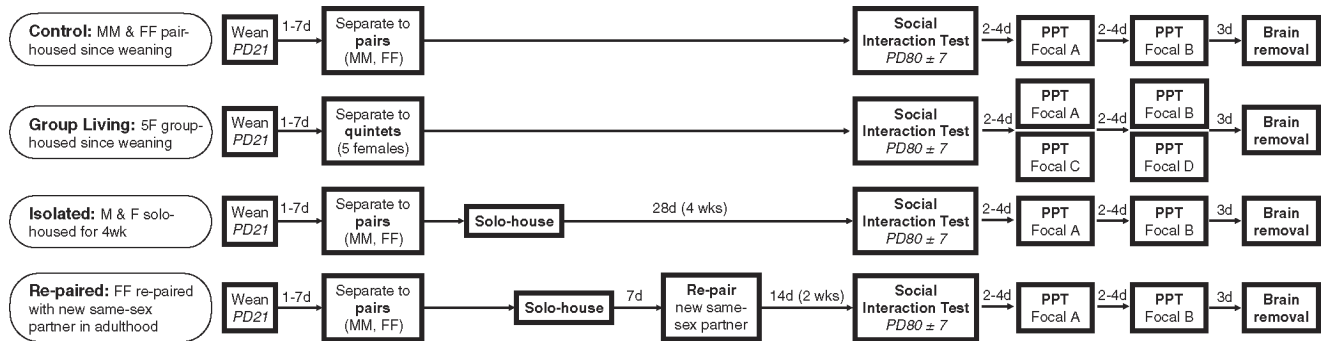 Control: MM & FF pair-
housed since weaning
Wean
PD21
1-7d
Separate to
pairs
(MM, FF)
Social
Interaction Test
PD80 ± 7
2-4d
PPT
Focal A
2-4d
PPT
Focal B
3d
Brain
removal
Group Living: 5F group-
housed since weaning
Wean
PD21
1-7d
Separate to
quintets
(5 females)
Social
Interaction Test
PD80 ± 7
2-4d
PPT
Focal A
PPT
Focal C
2-4d
PPT
Focal B
PPT
Focal D
3d
Brain
removal
Isolated: M & F solo-
housed for 4wk
Wean
PD21
1-7d
Separate to
pairs
(MM, FF)
Solo-house
28d (4 wks)
Social
Interaction Test
PD80 ± 7
2-4d
PPT
Focal A
2-4d
PPT
Focal B
3d
Brain
removal
Re-paired: FF re-paired
with new same-sex
partner in adulthood
Wean
PD21
1-7d
Separate to
pairs
(MM, FF)
Solo-house
7d
Re-pair
new same-
sex partner
14d (2 wks)
Social
Interaction Test
PD80 ± 7
2-4d
PPT
Focal A
2-4d
PPT
Focal B
3d
Brain
removal